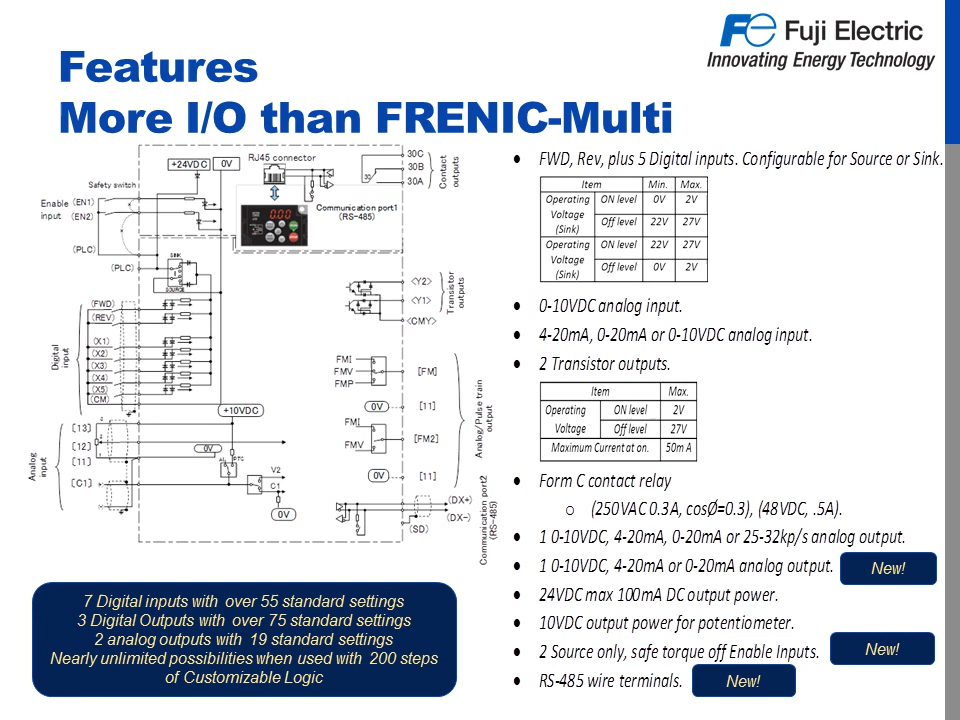 Fuji Electric
Innovating Energy Technology
Features
More I/O than FRENIC-Multi
+24VDC
0V
RJ45 connector
30C
30B
30
30A
Contact outputs
Safety switch
Enable input
(EN1)
(EN2)
0.00
Communication port1
(RS-485)
(PLC)
(PLC)
SINK
SOURCE
<Y2>
<Y1>
<CMY>
Transistor outputs
Digital input
(FWD)
(REV)
(X1)
(X2)
(X3)
(X4)
(X5)
(CM)
FMI
FMV
FMP
[FM]
0V
[11]
FMI
FMV
[FM2]
0V
[11]
Analog/Pulse train output
+10VDC
Analog input
[13]
[12]
[11]
[C1]
0V
AI
PTC
V2
C1
0V
(DX+)
(DX-)
(SD)
Communication port2
(RS-485)
7 Digital inputs with over 55 standard settings
3 Digital Outputs with over 75 standard settings
2 analog outputs with 19 standard settings
Nearly unlimited possibilities when used with 200 steps
of Customizable Logic
• FWD, Rev, plus 5 Digital inputs. Configurable for Source or Sink.
Item Min. Max.
Operating Voltage (Sink) ON level 0V 2V
Off level 22V 27V
Operating Voltage (Sink) ON level 22V 27V
Off level 0V 2V
• 0-10VDC analog input.
• 4-20mA, 0-20mA or 0-10VDC analog input.
• 2 Transistor outputs.
Item Max.
Operating Voltage ON level 2V
Off level 27V
Maximum Current at on. 50m A
• Form C contact relay
o (250VAC 0.3A, cosØ=0.3), (48VDC, .5A).
• 1 0-10VDC, 4-20mA, 0-20mA or 25-32kp/s analog output.
• 1 0-10VDC, 4-20mA or 0-20mA analog output. New!
• 24VDC max 100mA DC output power.
• 10VDC output power for potentiometer.
• 2 Source only, safe torque off Enable Inputs. New!
• RS-485 wire terminals. New!